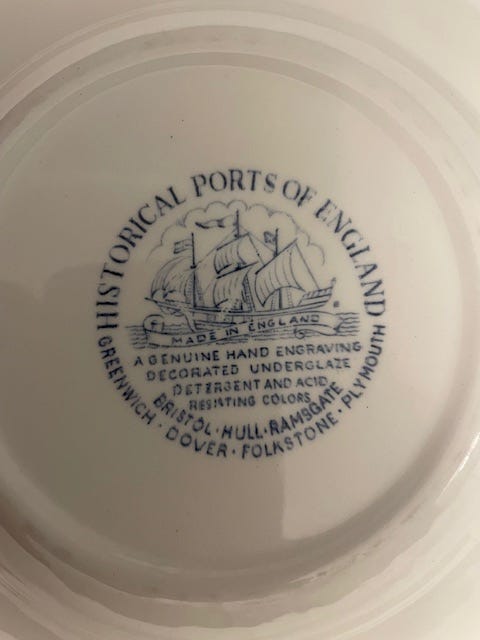 HISTORICAL PORTS OF ENGLAND
MADE IN ENGLAND
A GENUINE HAND ENGRAVING
DECORATED UNDERGLAZE
DETERGENT AND ACID
RESISTING COLORS
BRISTOL · HULL · RAMSGATE
GREENWICH · DOVER · FOLKSTONE · PLYMOUTH